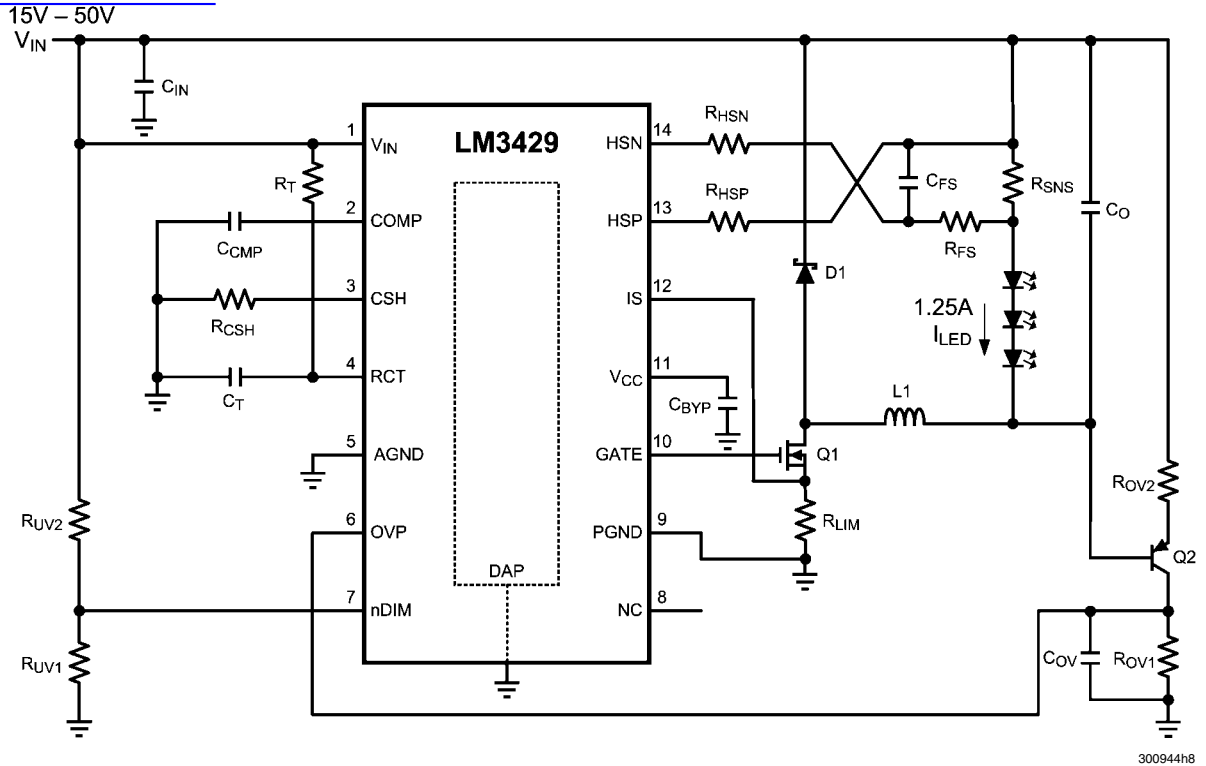 15V – 50V
VIN
CIN
RHSN
1
VIN
LM3429
HSN
14
RT
CFS
RSNS
2
COMP
RHSP
HSP
13
CO
CCMP
RFS
D1
3
CSH
IS
12
RCSH
1.25A
ILED
4
RCT
VCC
11
CT
CBYP
L1
5
AGND
GATE
10
Q1
ROV2
RUV2
6
OVP
PGND
9
RLIM
Q2
DAP
7
nDIM
NC
8
RUV1
COV
ROV1
300944h8